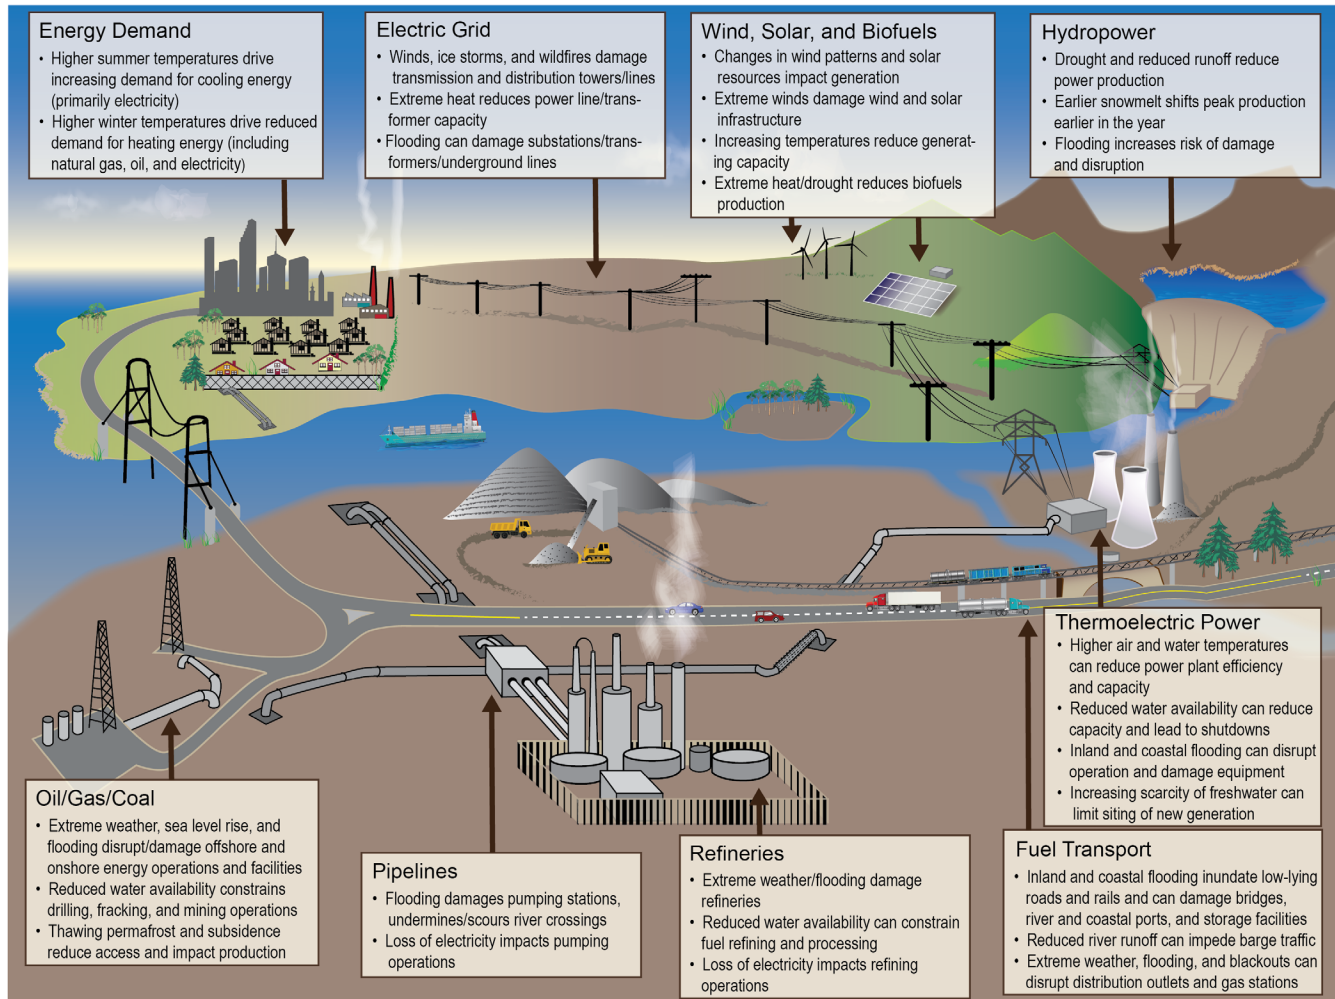 Energy Demand
• Higher summer temperatures drive
increasing demand for cooling energy
(primarily electricity)
• Higher winter temperatures drive reduced
demand for heating energy (including
natural gas, oil, and electricity)
Electric Grid
• Winds, ice storms, and wildfires damage
transmission and distribution towers/lines
• Extreme heat reduces power line/trans-
former capacity
• Flooding can damage substations/trans-
formers/underground lines
Wind, Solar, and Biofuels
• Changes in wind patterns and solar
resources impact generation
• Extreme winds damage wind and solar
infrastructure
• Increasing temperatures reduce generat-
ing capacity
• Extreme heat/drought reduces biofuels
production
Hydropower
• Drought and reduced runoff reduce
power production
• Earlier snowmelt shifts peak production
earlier in the year
• Flooding increases risk of damage
and disruption
Thermoelectric Power
• Higher air and water temperatures
can reduce power plant efficiency
and capacity
• Reduced water availability can reduce
capacity and lead to shutdowns
• Inland and coastal flooding can disrupt
operation and damage equipment
• Increasing scarcity of freshwater can
limit siting of new generation
Oil/Gas/Coal
• Extreme weather, sea level rise, and
flooding disrupt/damage offshore and
onshore energy operations and facilities
• Reduced water availability constrains
drilling, fracking, and mining operations
• Thawing permafrost and subsidence
reduce access and impact production
Pipelines
• Flooding damages pumping stations,
undermines/scours river crossings
• Loss of electricity impacts pumping
operations
Refineries
• Extreme weather/flooding damage
refineries
• Reduced water availability can constrain
fuel refining and processing
• Loss of electricity impacts refining
operations
Fuel Transport
• Inland and coastal flooding inundate low-lying
roads and rails and can damage bridges,
river and coastal ports, and storage facilities
• Reduced river runoff can impede barge traffic
• Extreme weather, flooding, and blackouts can
disrupt distribution outlets and gas stations